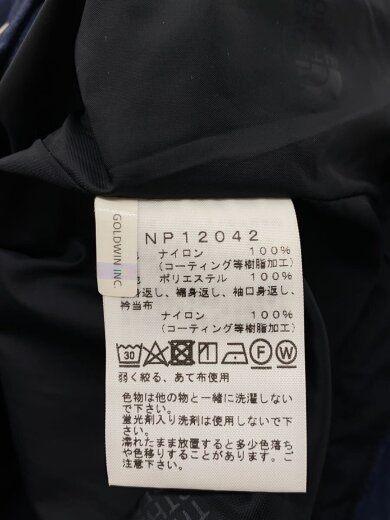 GOLDWIN INC.
NP12042
ナイロン 100%
(コーティング等樹脂加工)
地 ポリエステル 100%
身返し、裾身返し、袖口身返し、
衿当布
ナイロン 100%
(コーティング等樹脂加工)
30
F W
弱く絞る、あて布使用
色物は他の物と一緒に洗濯しない
で下さい。
蛍光剤入り洗剤は使用しないで下
さい。
濡れたまま放置すると多少色落ち
や色移りすることがあります。ご
注意下さい。